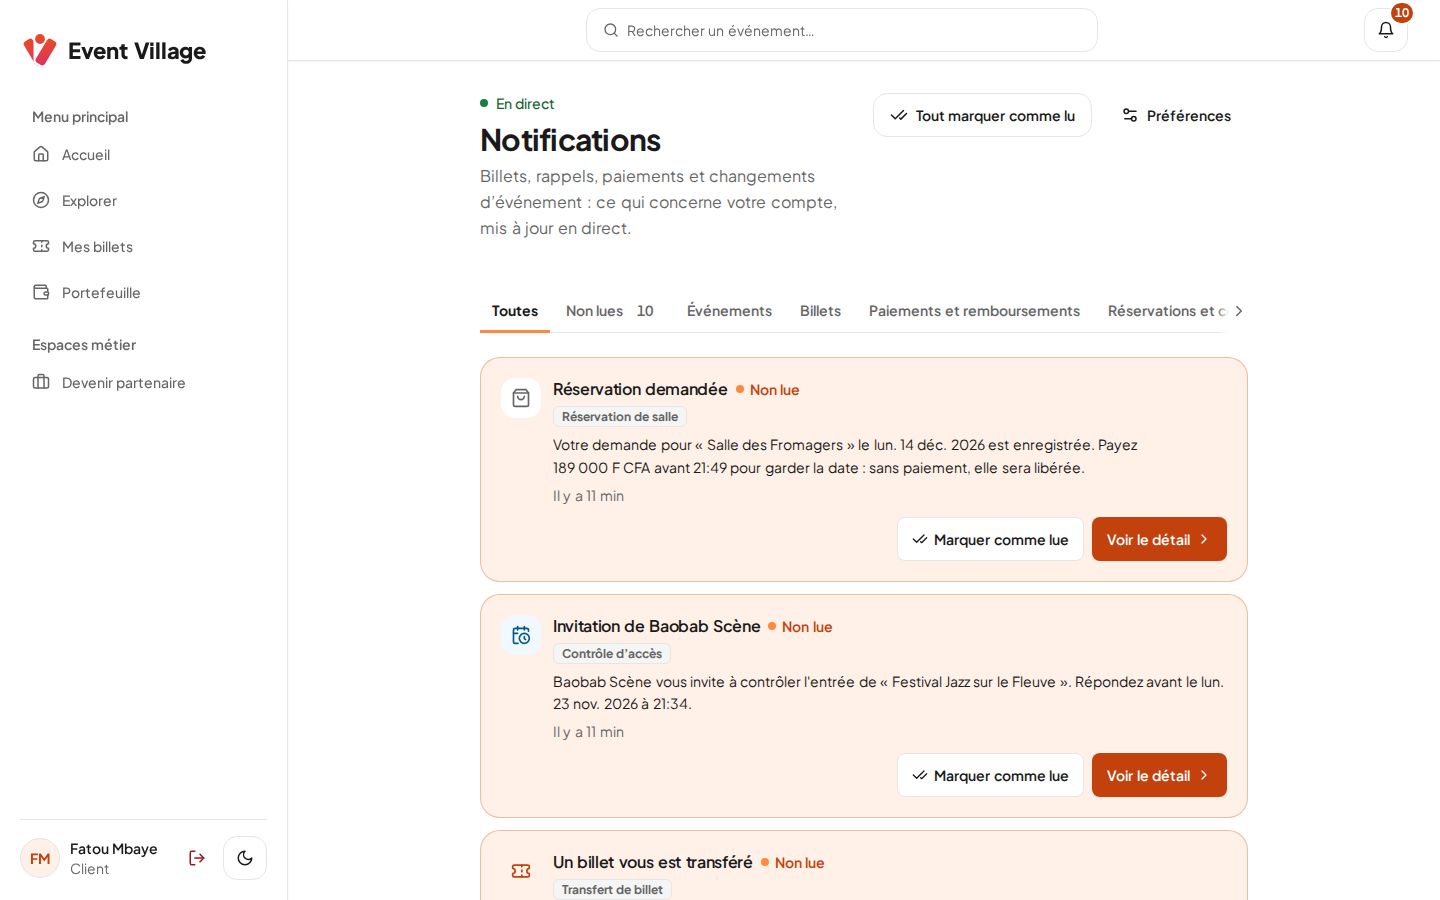 Event Village
Menu principal
Accueil
Explorer
Mes billets
Portefeuille
Espaces métier
Devenir partenaire
FM
Fatou Mbaye
Client
Rechercher un événement…
10
En direct
Notifications
Billets, rappels, paiements et changements
d’événement : ce qui concerne votre compte,
mis à jour en direct.
Tout marquer comme lu
Préférences
Toutes
Non lues 10
Événements
Billets
Paiements et remboursements
Réservations et
Réservation demandée
Non lue
Réservation de salle
Votre demande pour « Salle des Fromagers » le lun. 14 déc. 2026 est enregistrée. Payez
189 000 F CFA avant 21:49 pour garder la date : sans paiement, elle sera libérée.
Il y a 11 min
Marquer comme lue
Voir le détail
Invitation de Baobab Scène
Non lue
Contrôle d’accès
Baobab Scène vous invite à contrôler l'entrée de « Festival Jazz sur le Fleuve ». Répondez avant le lun.
23 nov. 2026 à 21:34.
Il y a 11 min
Marquer comme lue
Voir le détail
Un billet vous est transféré
Non lue
Transfert de billet